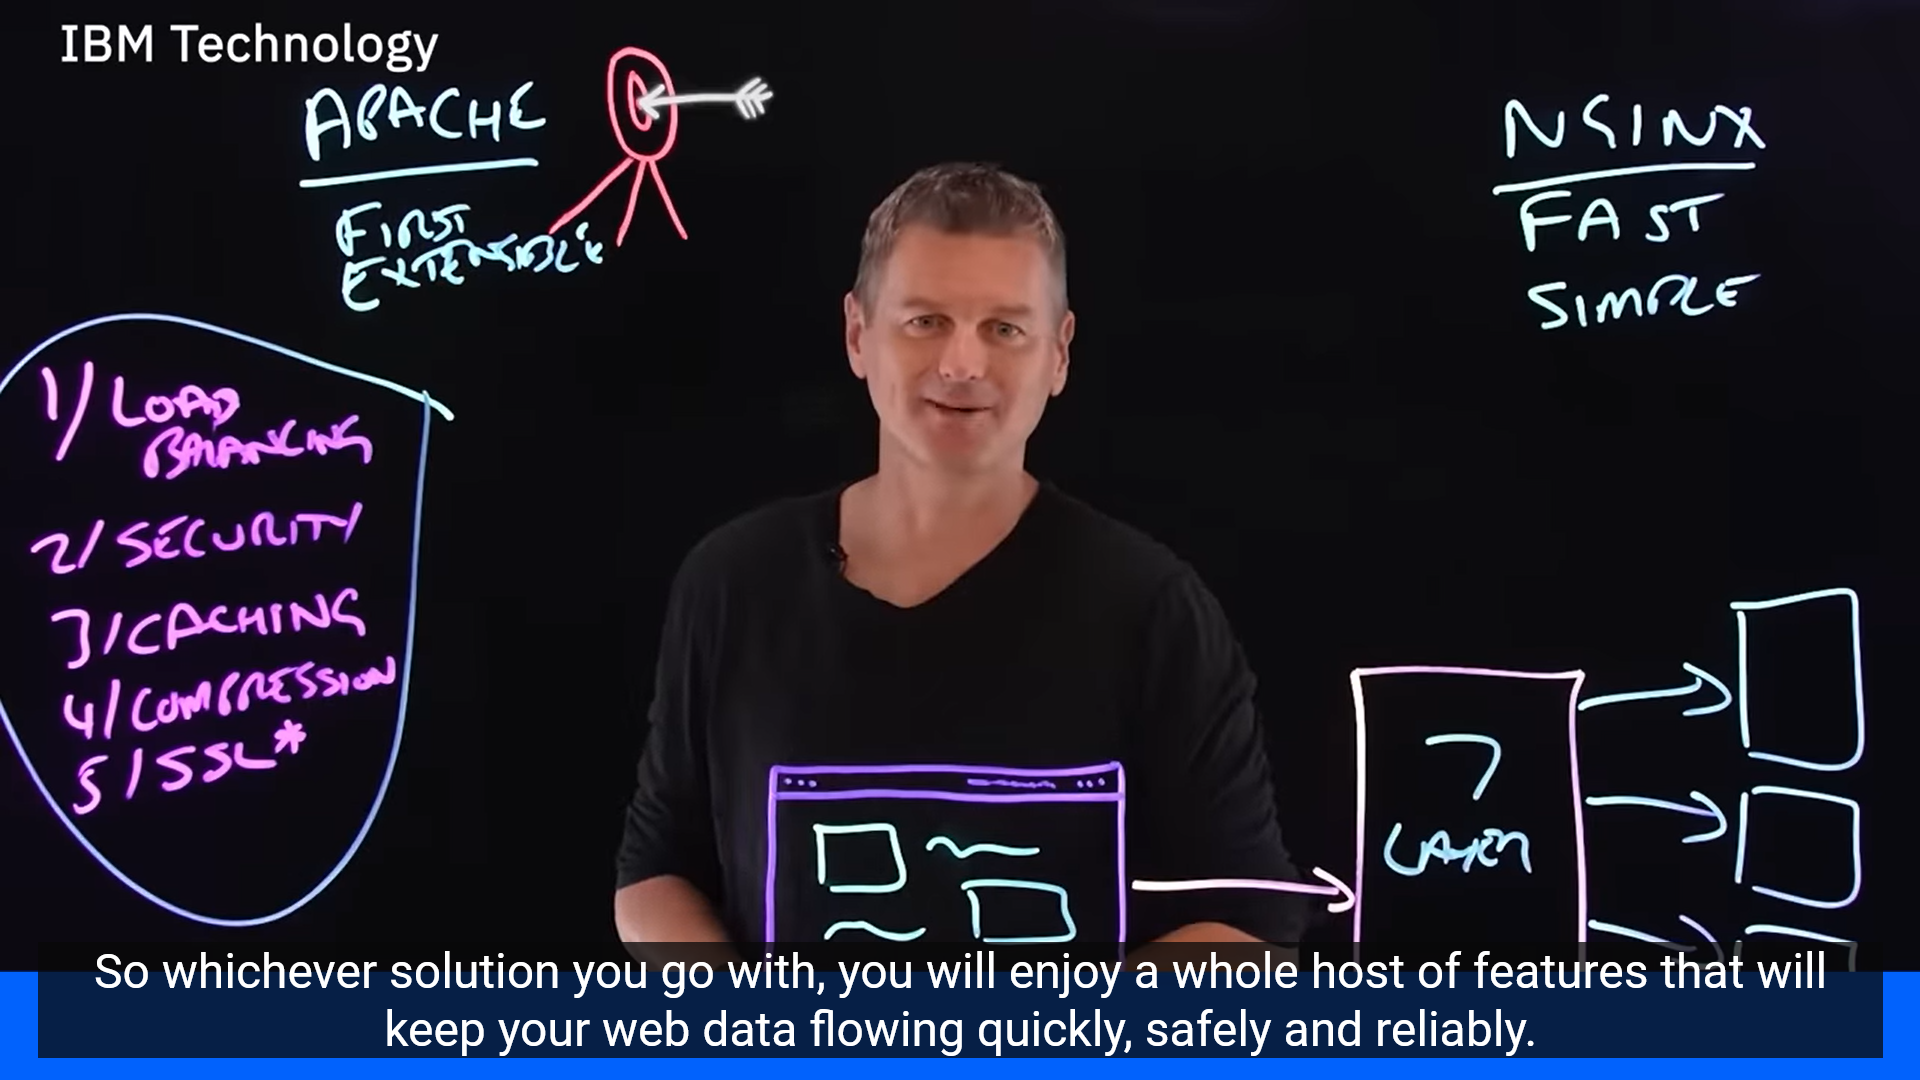 IBM Technology
APACHE
FIRST
EXTENSIBLE
NGINX
FAST
SIMPLE
1/ LOAD
BALANCING
2/ SECURITY
3/ CACHING
4/ COMPRESSION
5/ SSL*
7
LAYER
So whichever solution you go with, you will enjoy a whole host of features that will
keep your web data flowing quickly, safely and reliably.